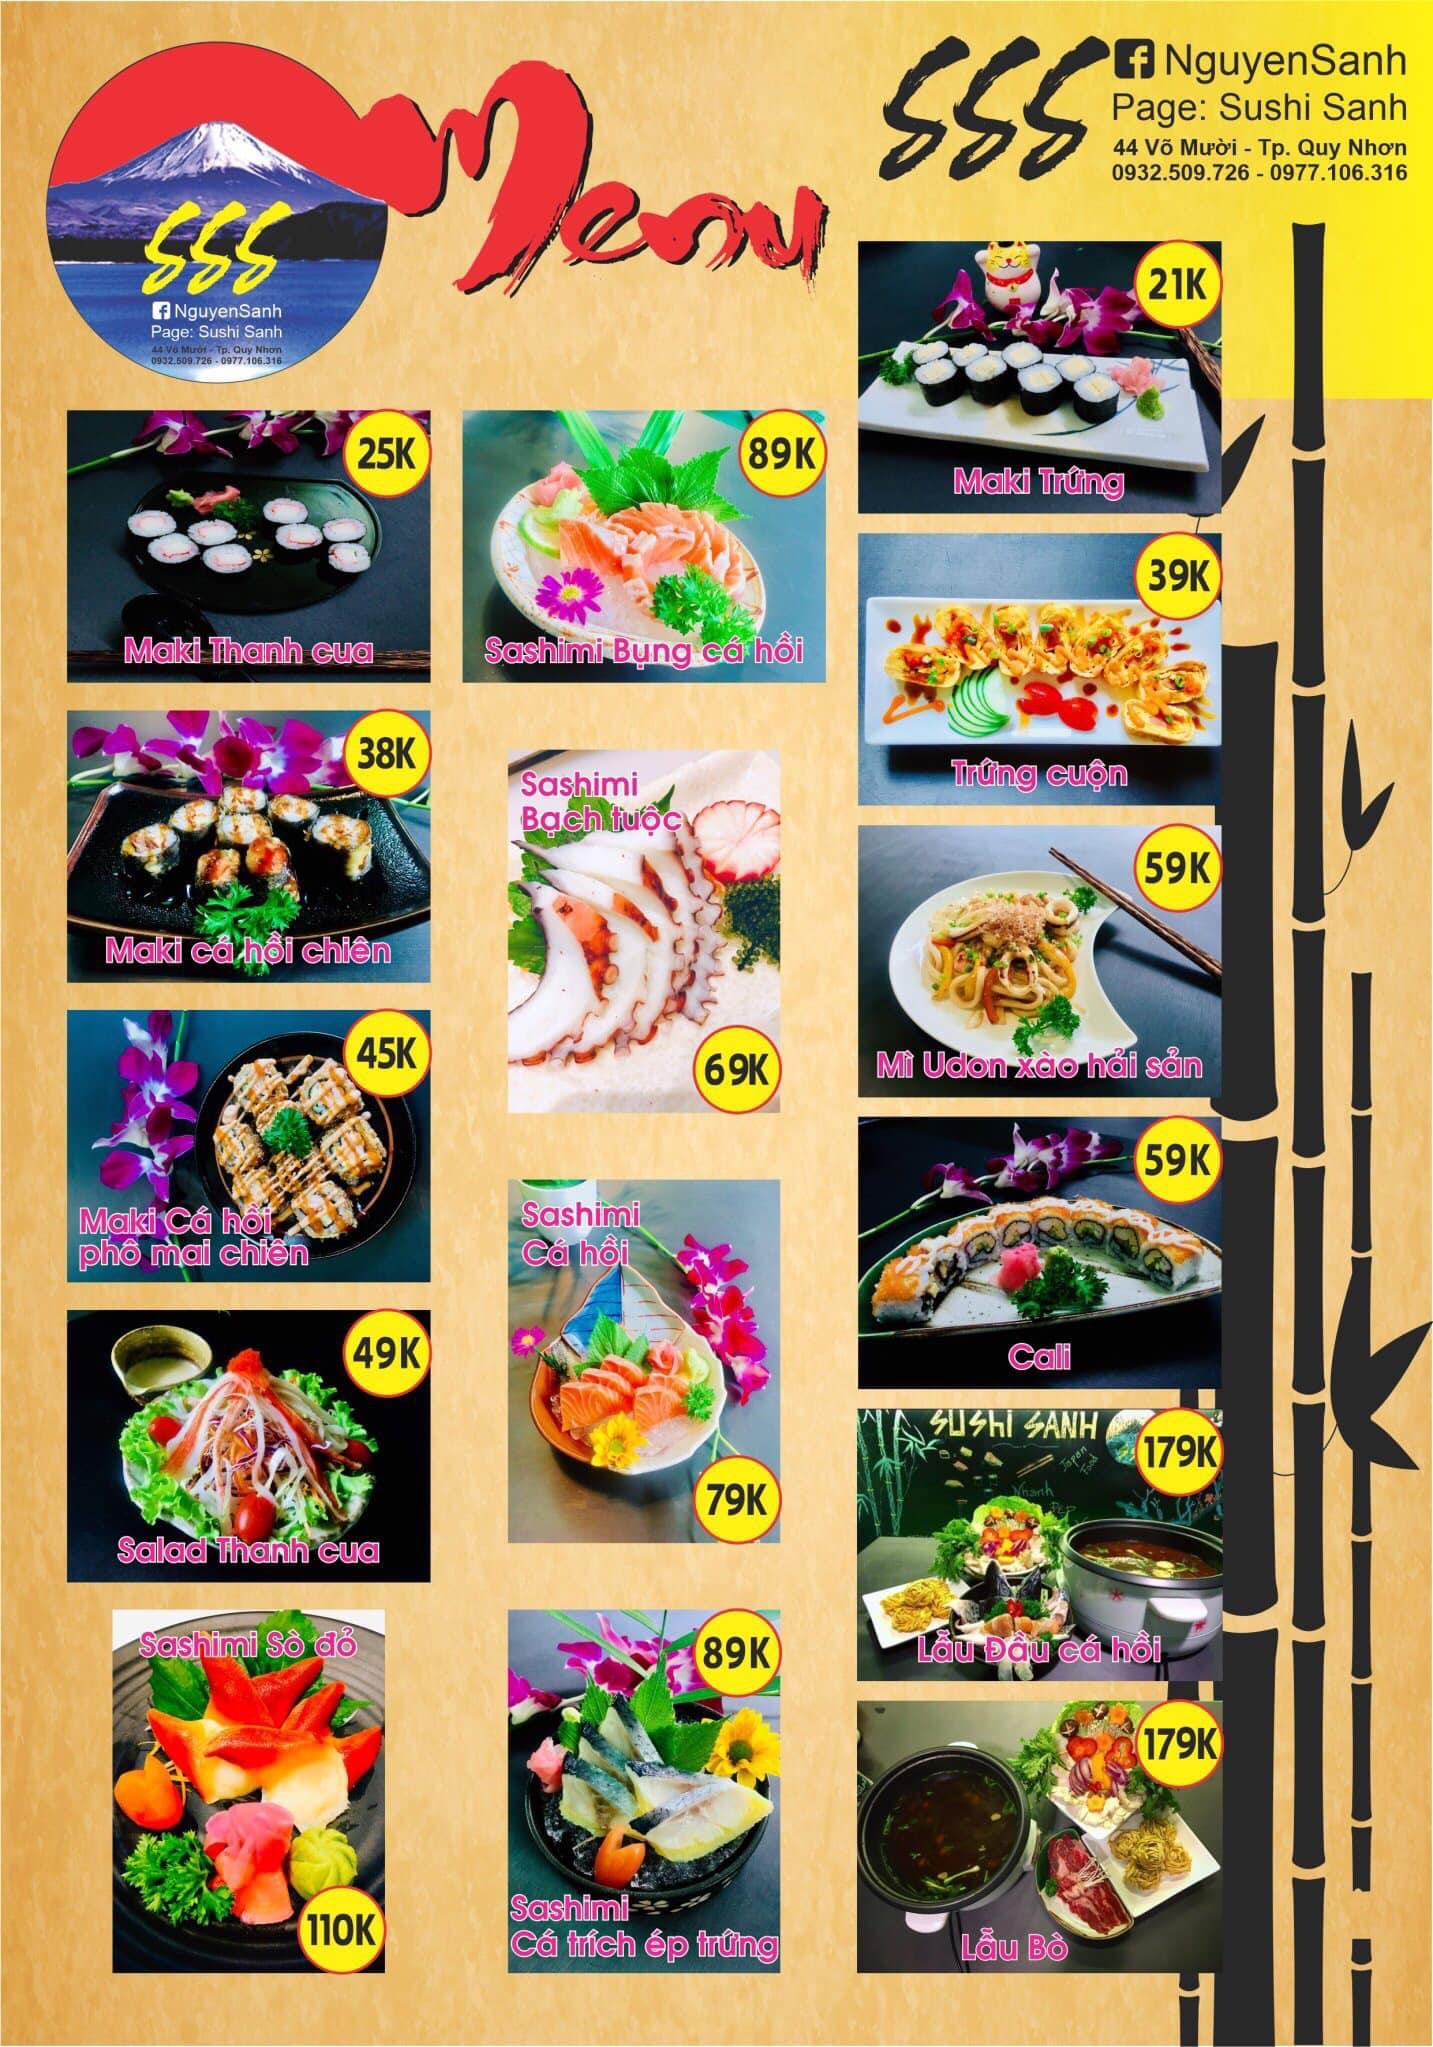 Menu
SSS
NguyenSanh
Page: Sushi Sanh
44 Võ Mười - Tp. Quy Nhơn
0932.509.726 - 0977.106.316
SSS
NguyenSanh
Page: Sushi Sanh
44 Võ Mười - Tp. Quy Nhơn
0932.509.726 - 0977.106.316
25K
Maki Thanh cua
38K
Maki cá hồi chiên
45K
Maki Cá hồi
phô mai chiên
49K
Salad Thanh cua
Sashimi Sò đỏ
110K
89K
Sashimi Bụng cá hồi
Sashimi
Bạch tuộc
69K
Sashimi
Cá hồi
79K
89K
Sashimi
Cá trích ép trứng
21K
Maki Trứng
39K
Trứng cuộn
59K
Mì Udon xào hải sản
59K
Cali
SUSHI SANH
Japan
Food
Nhanh
179K
Lẩu Đầu cá hồi
179K
Lẩu Bò